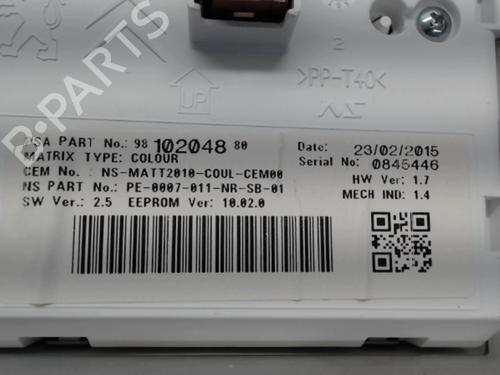 2
>PP-T40<
UP
PSA PART No.: 98 102048 80
MATRIX TYPE: COLOUR
CEM No. : NS-MATT2010-COUL-CEM00
NS PART No.: PE-0007-011-NR-SB-01
SW Ver.: 2.5 EEPROM Ver: 10.02.0
Date: 23/02/2015
Serial No: 0845446
HW Ver: 1.7
MECH IND: 1.4